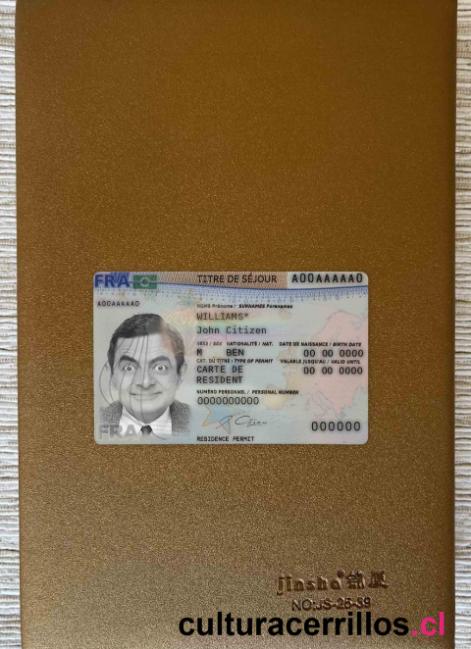 FRA TITRE DE SÉJOUR A00AAAAA0
A00AAAAA0
NOMS Prénoms / SURNAMES Forenames
WILLIAMS*
John Citizen
SEXE / SEX NATIONALITÉ / NAT. DATE DE NAISSANCE / BIRTH DATE
M BEN 00 00 0000
CAT. DU TITRE / TYPE OF PERMIT VALABLE JUSQU'AU / VALID UNTIL
CARTE DE 00 00 0000
RESIDENT
NUMÉRO PERSONNEL / PERSONAL NUMBER
0000000000
FRA 000000
RESIDENCE PERMIT
jinsha
NO:JS-26-39
culturacerrillos.cl